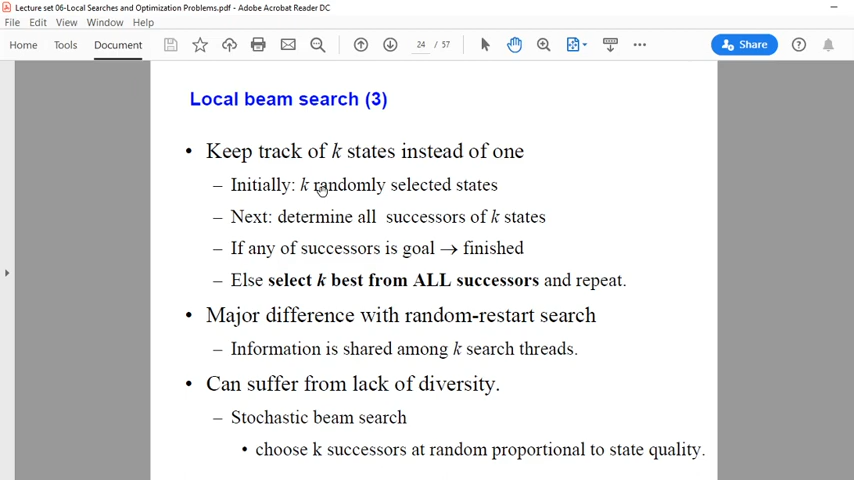 Lecture set 06-Local Searches and Optimization Problems.pdf - Adobe Acrobat Reader DC
File Edit View Window Help
Home Tools Document 24 / 57 Share
Local beam search (3)
• Keep track of k states instead of one
– Initially: k randomly selected states
– Next: determine all successors of k states
– If any of successors is goal → finished
– Else select k best from ALL successors and repeat.
• Major difference with random-restart search
– Information is shared among k search threads.
• Can suffer from lack of diversity.
– Stochastic beam search
• choose k successors at random proportional to state quality.